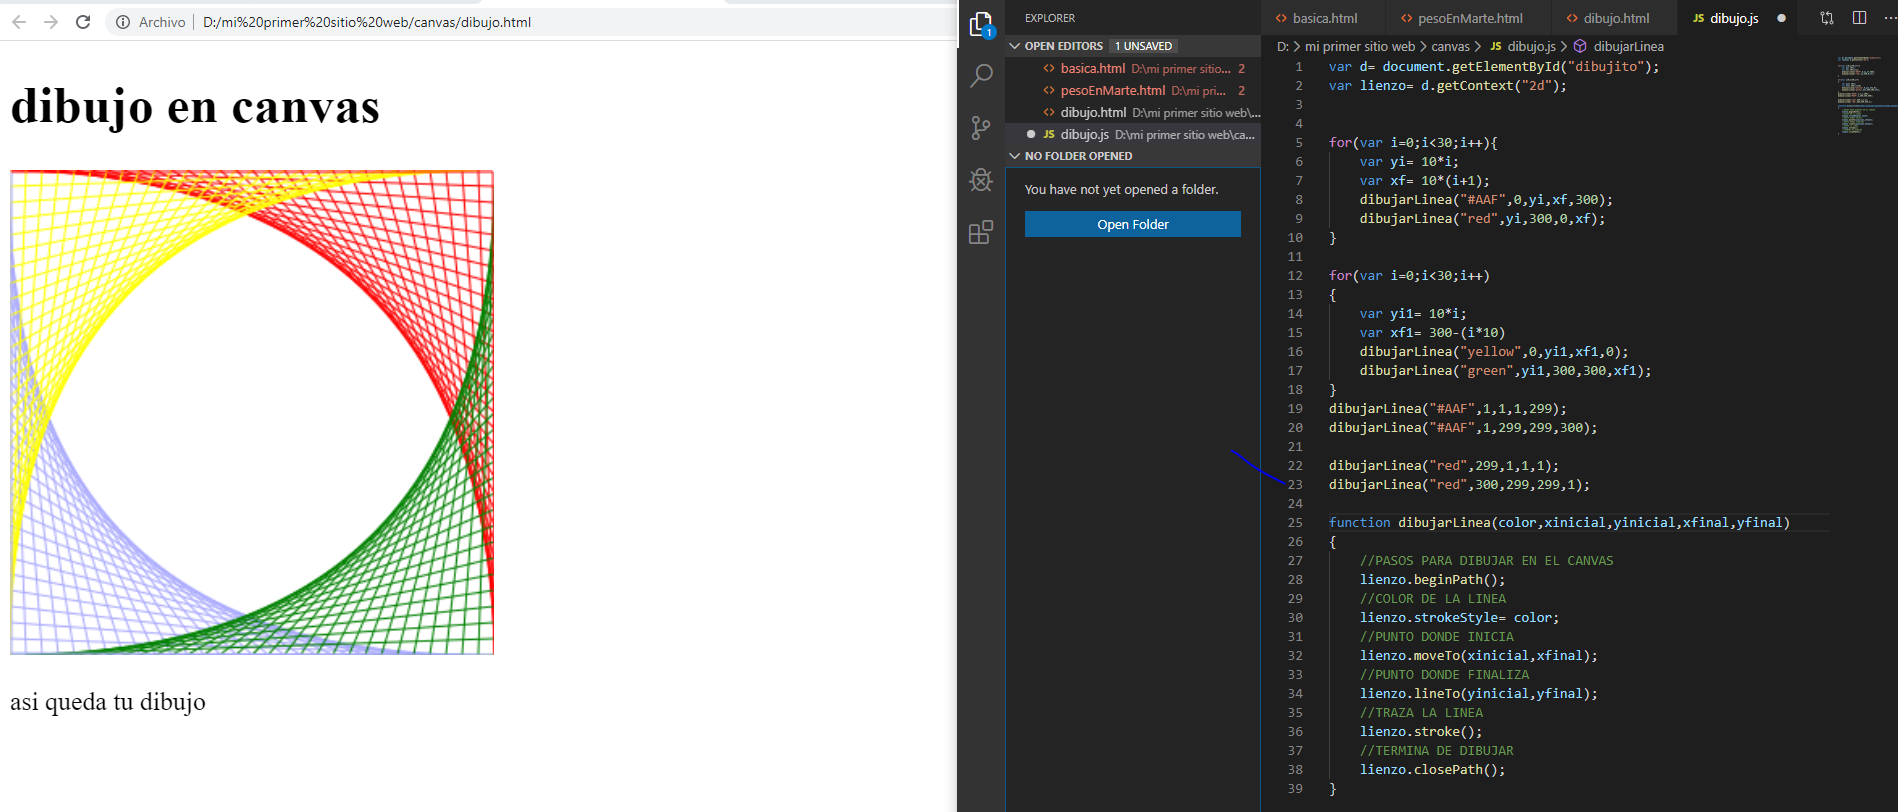 Archivo D:/mi%20primer%20sitio%20web/canvas/dibujo.html
dibujo en canvas
asi queda tu dibujo
1
EXPLORER
OPEN EDITORS 1 UNSAVED
basica.html D:\mi primer sitio... 2
pesoEnMarte.html D:\mi pri... 2
dibujo.html D:\mi primer sitio web\...
JS dibujo.js D:\mi primer sitio web\ca...
NO FOLDER OPENED
You have not yet opened a folder.
Open Folder
basica.html pesoEnMarte.html dibujo.html JS dibujo.js
D: > mi primer sitio web > canvas > JS dibujo.js > dibujarLinea
1 var d= document.getElementById("dibujito");
2 var lienzo= d.getContext("2d");
3
4
5 for(var i=0;i<30;i++){
6 var yi= 10*i;
7 var xf= 10*(i+1);
8 dibujarLinea("#AAF",0,yi,xf,300);
9 dibujarLinea("red",yi,300,0,xf);
10 }
11
12 for(var i=0;i<30;i++)
13 {
14 var yi1= 10*i;
15 var xf1= 300-(i*10)
16 dibujarLinea("yellow",0,yi1,xf1,0);
17 dibujarLinea("green",yi1,300,300,xf1);
18 }
19 dibujarLinea("#AAF",1,1,1,299);
20 dibujarLinea("#AAF",1,299,299,300);
21
22 dibujarLinea("red",299,1,1,1);
23 dibujarLinea("red",300,299,299,1);
24
25 function dibujarLinea(color,xinicial,yinicial,xfinal,yfinal)
26 {
27 //PASOS PARA DIBUJAR EN EL CANVAS
28 lienzo.beginPath();
29 //COLOR DE LA LINEA
30 lienzo.strokeStyle= color;
31 //PUNTO DONDE INICIA
32 lienzo.moveTo(xinicial,xfinal);
33 //PUNTO DONDE FINALIZA
34 lienzo.lineTo(yinicial,yfinal);
35 //TRAZA LA LINEA
36 lienzo.stroke();
37 //TERMINA DE DIBUJAR
38 lienzo.closePath();
39 }